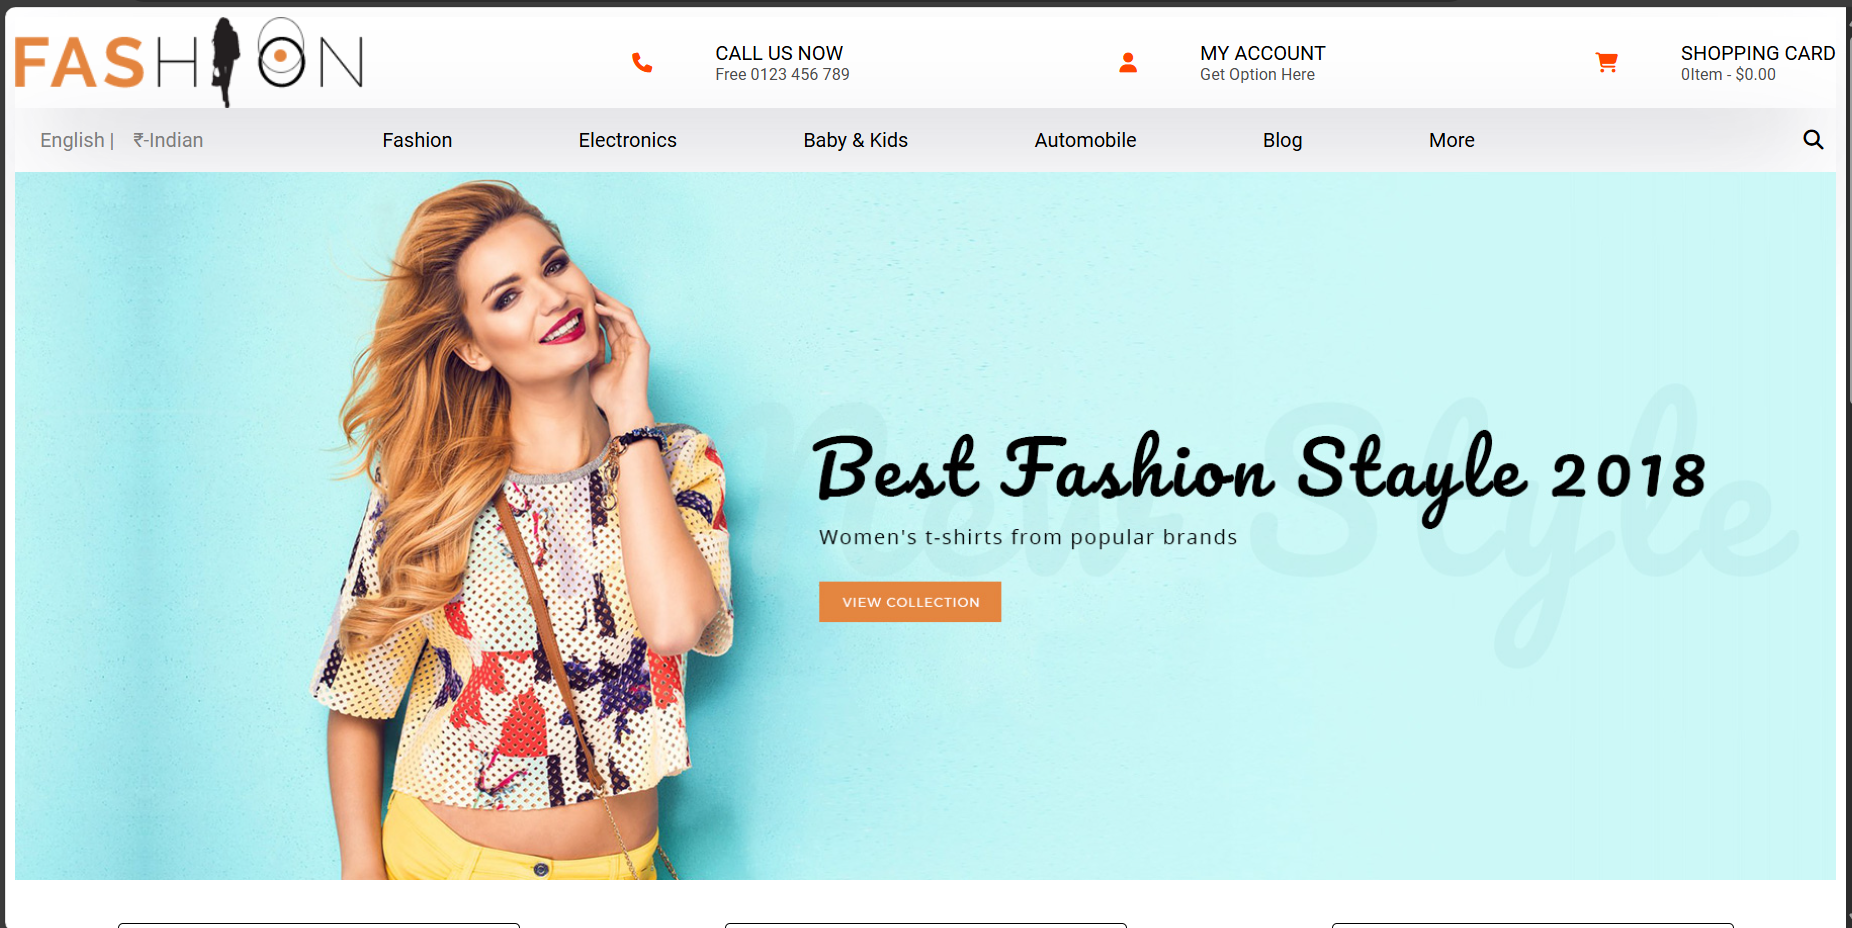 FASHION
CALL US NOW
Free 0123 456 789
MY ACCOUNT
Get Option Here
SHOPPING CARD
0Item - $0.00
English | ₹-Indian
Fashion
Electronics
Baby & Kids
Automobile
Blog
More
New Style
Best Fashion Stayle 2018
Women's t-shirts from popular brands
VIEW COLLECTION